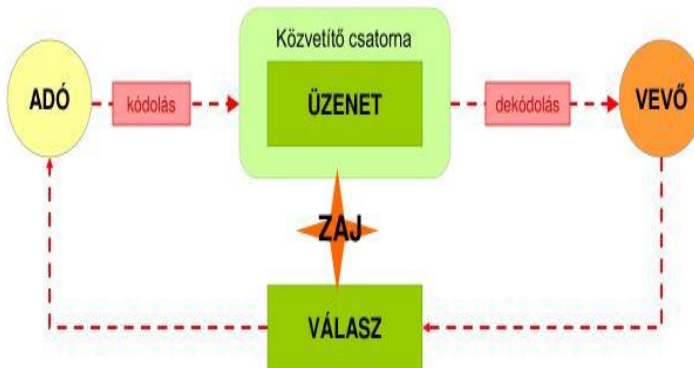 Közvetítő csatorna
ADÓ
kódolás
ÜZENET
dekódolás
VEVŐ
ZAJ
VÁLASZ